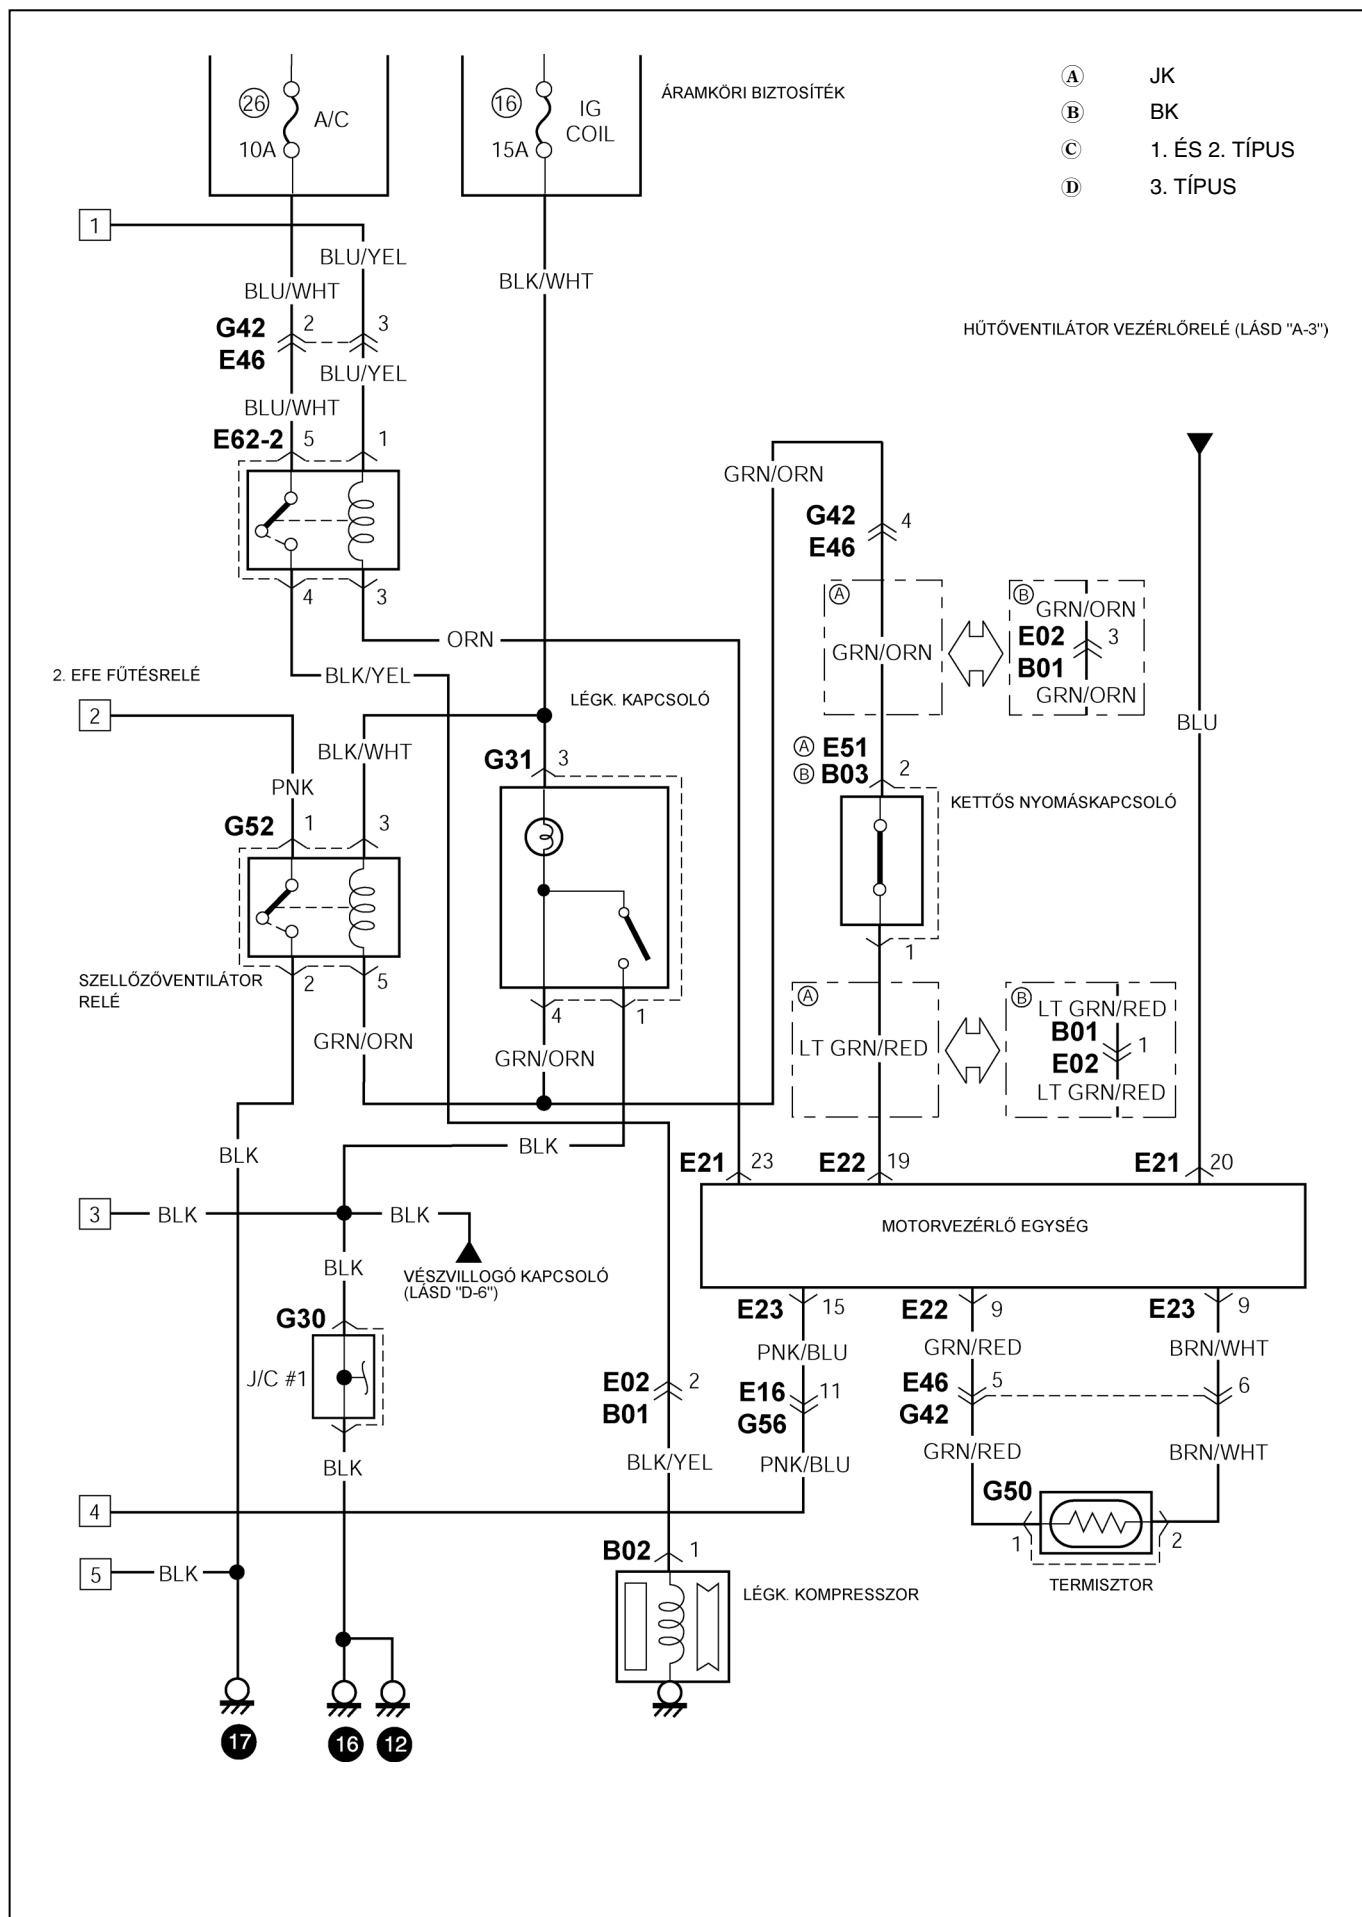 26
A/C
10A
16
IG
COIL
15A
ÁRAMKÖRI BIZTOSÍTÉK
A JK
B BK
C 1. ÉS 2. TÍPUS
D 3. TÍPUS
1
BLU/YEL
BLK/WHT
BLU/WHT
G42 2 3
E46
HŰTŐVENTILÁTOR VEZÉRLŐRELÉ (LÁSD "A-3")
BLU/YEL
BLU/WHT
E62-2 5 1
GRN/ORN
G42 4
E46
4 3
A
B
GRN/ORN
E02 3
B01
GRN/ORN
GRN/ORN
ORN
2. EFE FŰTÉSRELÉ
BLK/YEL
LÉGK. KAPCSOLÓ
2
BLU
BLK/WHT
G31 3
A E51
B B03 2
PNK
KETTŐS NYOMÁSKAPCSOLÓ
G52 1 3
1
SZELLŐZŐVENTILÁTOR
RELÉ
2 5
A
B
LT GRN/RED
B01 1
E02
LT GRN/RED
LT GRN/RED
4 1
GRN/ORN
GRN/ORN
BLK
BLK
E21 23
E22 19
E21 20
3
BLK
BLK
MOTORVEZÉRLŐ EGYSÉG
BLK
VÉSZVILLOGÓ KAPCSOLÓ
(LÁSD "D-6")
G30
E23 15
E22 9
E23 9
PNK/BLU
GRN/RED
BRN/WHT
J/C #1
E02 2
B01
E16 11
G56
E46 5
G42
6
BLK
BLK/YEL
PNK/BLU
GRN/RED
BRN/WHT
4
G50
1 2
B02 1
5
BLK
TERMISZTOR
LÉGK. KOMPRESSZOR
17
16
12